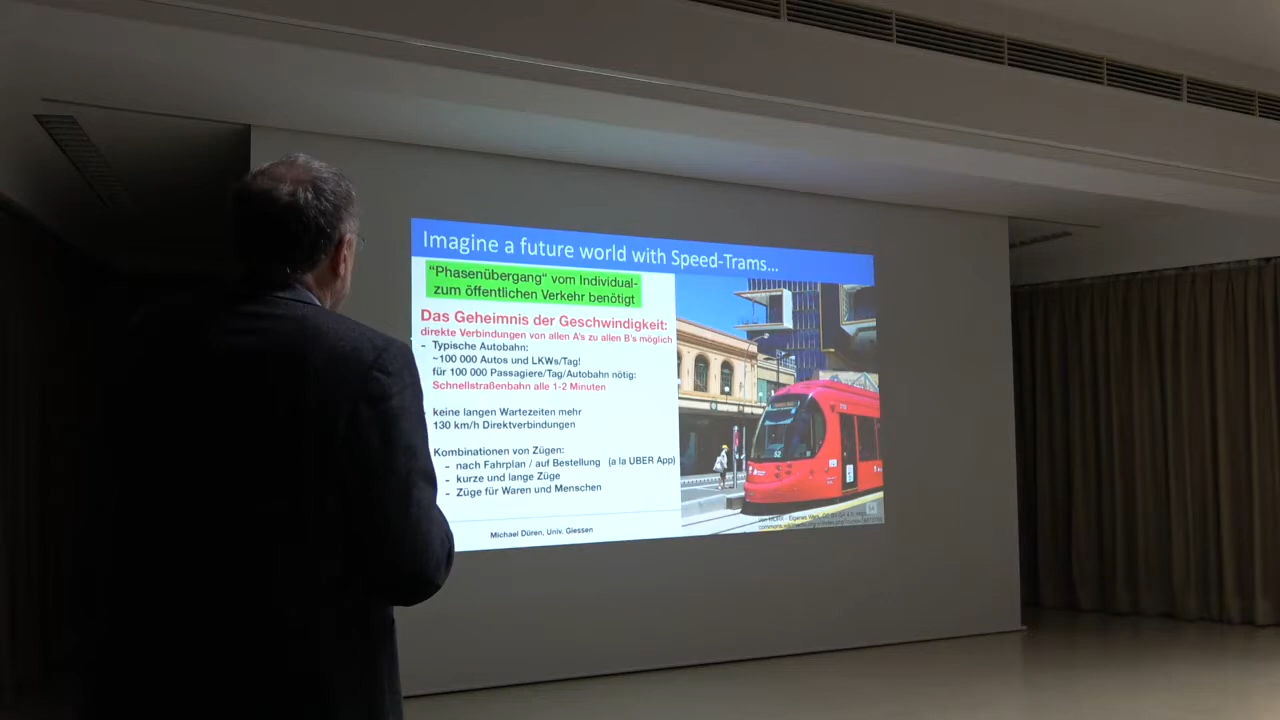 Imagine a future world with Speed-Trams...
"Phasenübergang" vom Individual-
zum öffentlichen Verkehr benötigt
Das Geheimnis der Geschwindigkeit:
direkte Verbindungen von allen A's zu allen B's möglich
- Typische Autobahn:
~100 000 Autos und LKWs/Tag!
für 100 000 Passagiere/Tag/Autobahn nötig:
Schnellstraßenbahn alle 1-2 Minuten
keine langen Wartezeiten mehr
130 km/h Direktverbindungen
Kombinationen von Zügen:
- nach Fahrplan / auf Bestellung (a la UBER App)
- kurze und lange Züge
- Züge für Waren und Menschen
Michael Düren, Univ. Giessen
52